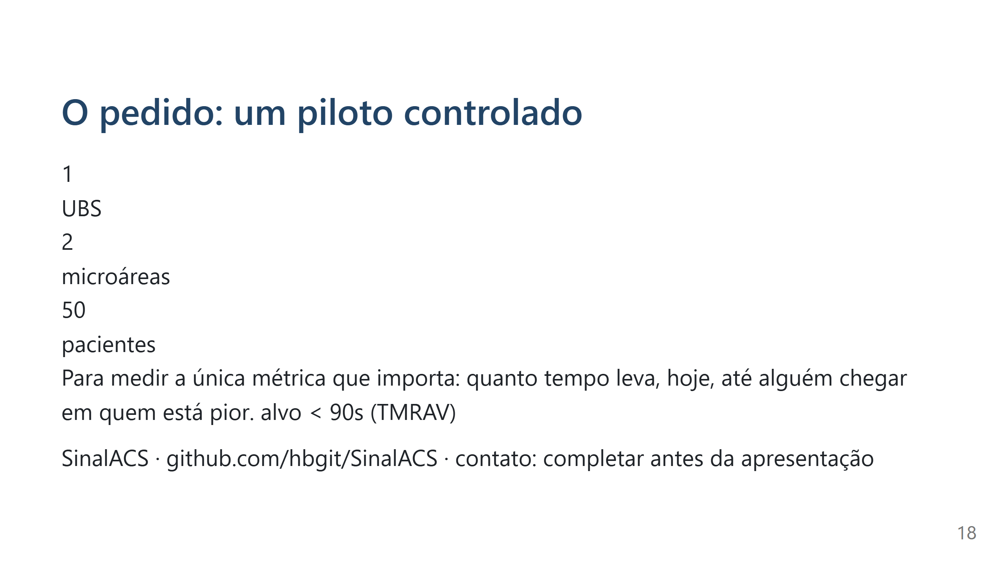 O pedido: um piloto controlado
1
UBS
2
microáreas
50
pacientes
Para medir a única métrica que importa: quanto tempo leva, hoje, até alguém chegar
em quem está pior. alvo < 90s (TMRAV)
SinalACS · github.com/hbgit/SinalACS · contato: completar antes da apresentação
18